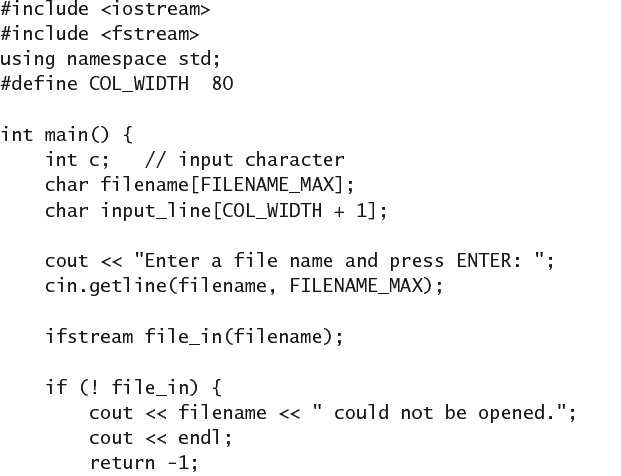 #include <iostream>
#include <fstream>
using namespace std;
#define COL_WIDTH  80

int main() {
    int c;   // input character
    char filename[FILENAME_MAX];
    char input_line[COL_WIDTH + 1];

    cout << "Enter a file name and press ENTER: ";
    cin.getline(filename, FILENAME_MAX);

    ifstream file_in(filename);

    if (! file_in) {
        cout << filename << " could not be opened.";
        cout << endl;
        return -1;